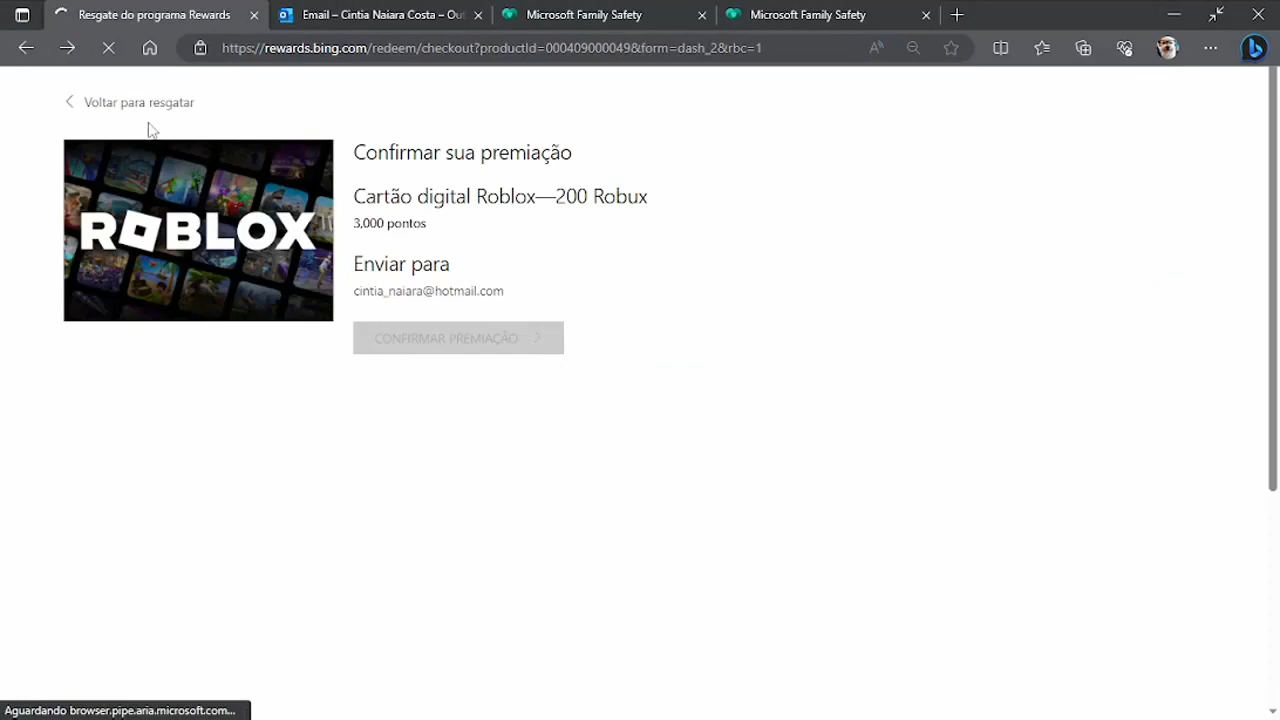 Resgate do programa Rewards
Email – Cintia Naiara Costa – Out
Microsoft Family Safety
Microsoft Family Safety
https://rewards.bing.com/redeem/checkout?productId=000409000049&form=dash_2&rbc=1
Voltar para resgatar
ROBLOX
Confirmar sua premiação
Cartão digital Roblox—200 Robux
3,000 pontos
Enviar para
cintia_naiara@hotmail.com
CONFIRMAR PREMIAÇÃO
Aguardando browser.pipe.aria.microsoft.com...